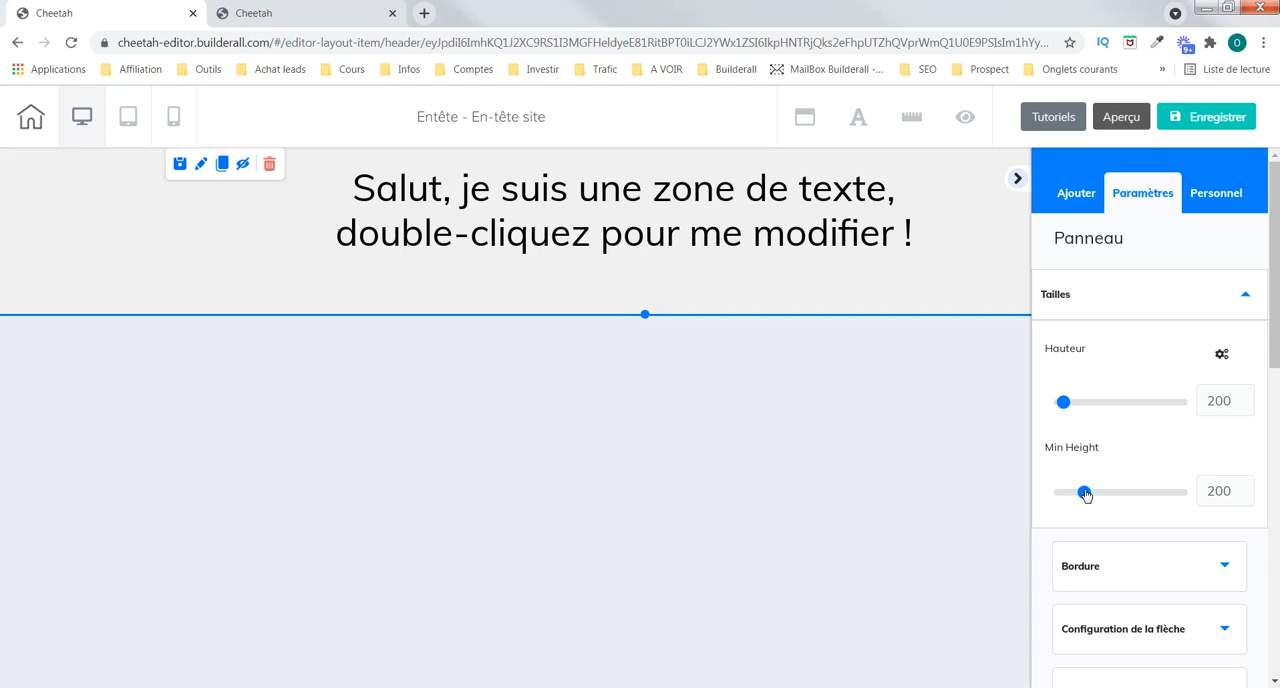 Cheetah
Cheetah
cheetah-editor.builderall.com/#/editor-layout-item/header/eyJpdiI6ImhKQ1J2XC9RS1I3MGFHeldyeE81RitBPT0iLCJ2YWx1ZSI6IkpHNTRjQks2eFhpUTZhQVprWmQ1U0E9PSIsIm1hYy...
IQ
9+
O
Applications
Affiliation
Outils
Achat leads
Cours
Infos
Comptes
Investir
Trafic
A VOIR
Builderall
MailBox Builderall -...
SEO
Prospect
Onglets courants
»
Liste de lecture
Entête - En-tête site
Tutoriels
Aperçu
Enregistrer
Salut, je suis une zone de texte,
double-cliquez pour me modifier !
Ajouter
Paramètres
Personnel
Panneau
Tailles
Hauteur
200
Min Height
200
Bordure
Configuration de la flèche